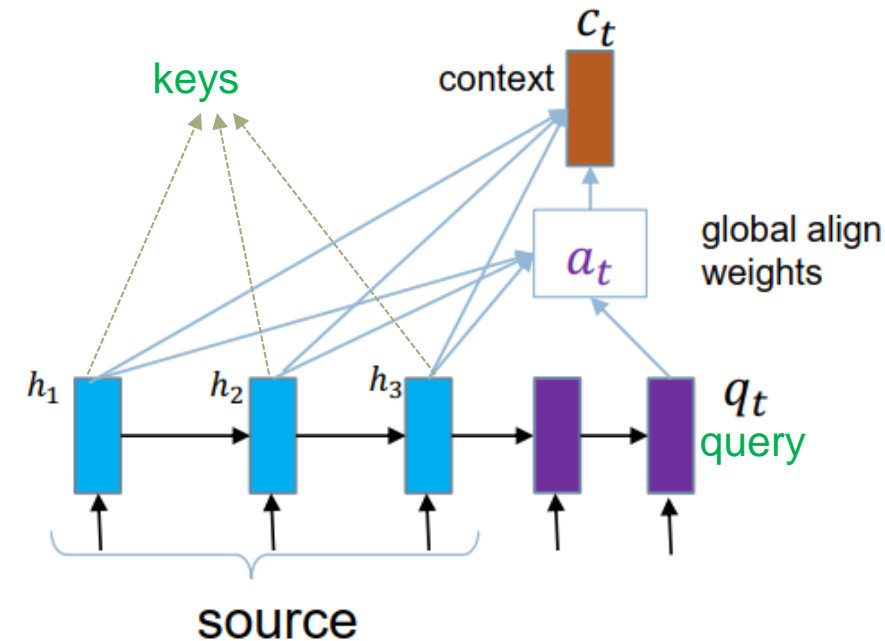 c_t
context
keys
a_t
global align
weights
h_1
h_2
h_3
q_t
query
source